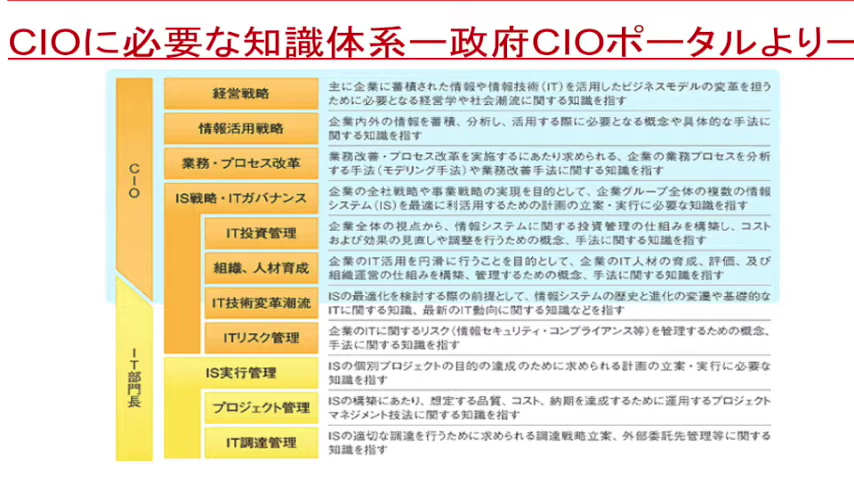 CIOに必要な知識体系―政府CIOポータルより―
CIO
経営戦略
主に企業に蓄積された情報や情報技術(IT)を活用したビジネスモデルの変革を担う
ために必要となる経営学や社会潮流に関する知識を指す
情報活用戦略
企業内外の情報を蓄積、分析し、活用する際に必要となる概念や具体的な手法に
関する知識を指す
業務・プロセス改革
業務改善・プロセス改革を実施するにあたり求められる、企業の業務プロセスを分析
する手法(モデリング手法)や業務改善手法に関する知識を指す
IS戦略・ITガバナンス
企業の全社戦略や事業戦略の実現を目的として、企業グループ全体の複数の情報
システム(IS)を最適に利活用するための計画の立案・実行に必要な知識を指す
IT投資管理
企業全体の視点から、情報システムに関する投資管理の仕組みを構築し、コスト
および効果の見直しや調整を行うための概念、手法に関する知識を指す
組織、人材育成
企業のIT活用を円滑に行うことを目的として、企業のIT人材の育成、評価、及び
組織運営の仕組みを構築、管理するための概念、手法に関する知識を指す
IT技術変革潮流
ISの最適化を検討する際の前提として、情報システムの歴史と進化の変遷や基礎的な
ITに関する知識、最新のIT動向に関する知識などを指す
ITリスク管理
企業のITに関するリスク(情報セキュリティ・コンプライアンス等)を管理するための概念、
手法に関する知識を指す
IT部門長
IS実行管理
ISの個別プロジェクトの目的の達成のために求められる計画の立案・実行に必要な
知識を指す
プロジェクト管理
ISの構築にあたり、想定する品質、コスト、納期を達成するために運用するプロジェクト
マネジメント技法に関する知識を指す
IT調達管理
ISの適切な調達を行うために求められる調達戦略立案、外部委託先管理等に関する
知識を指す